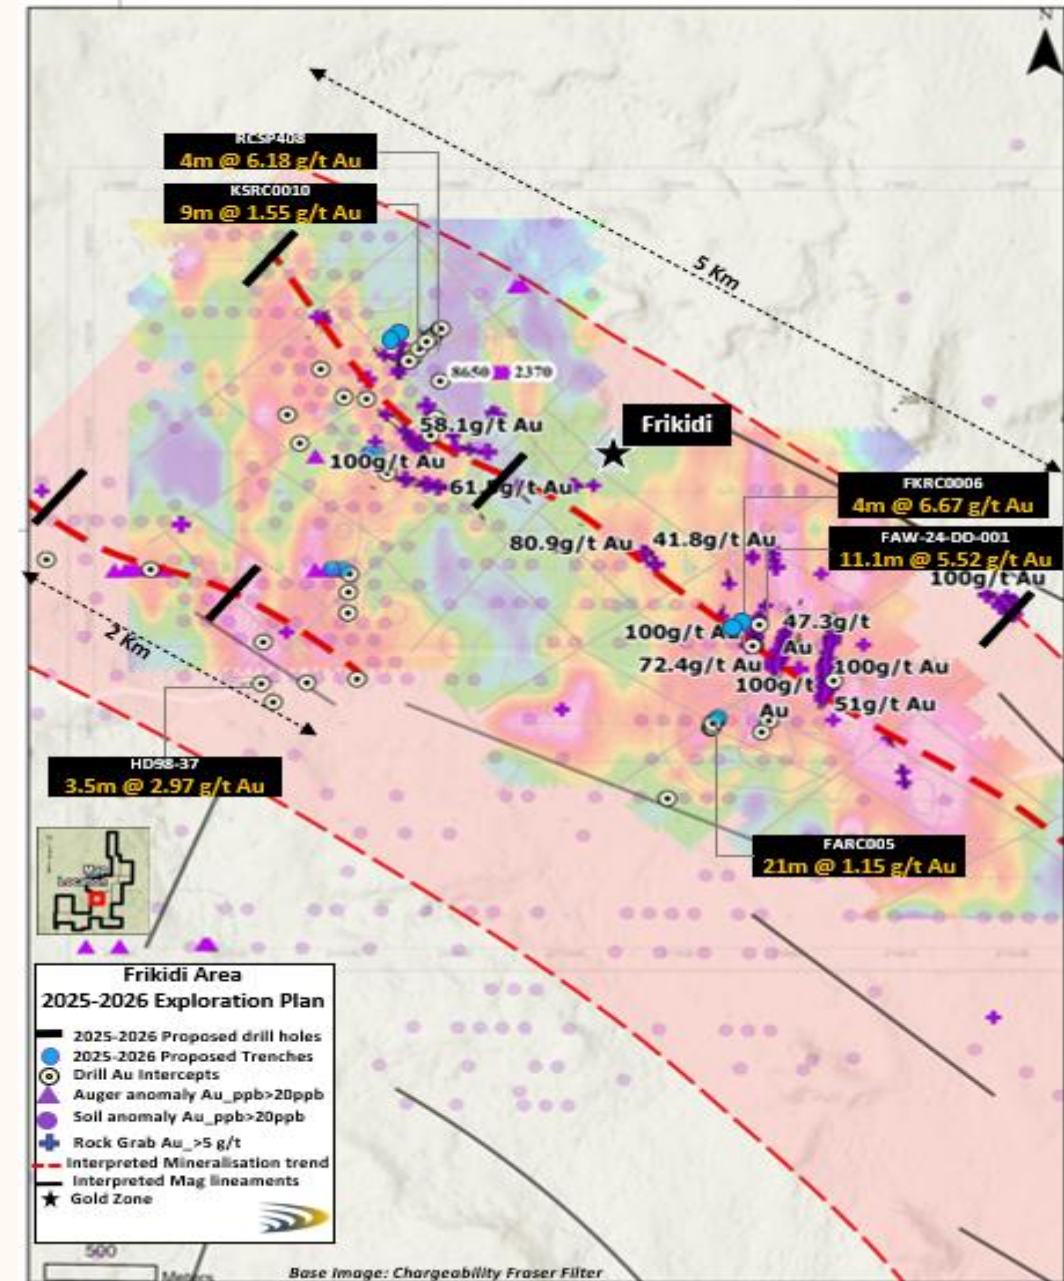 RCSP408
4m @ 6.18 g/t Au
KSRC0010
9m @ 1.55 g/t Au
5 Km
8650 2370
58.1g/t Au
Frikidi
100g/t Au
FKRC0006
4m @ 6.67 g/t Au
80.9g/t Au
41.8g/t Au
FAW-24-DD-001
11.1m @ 5.52 g/t Au
100g/t Au
2 Km
100g/t Au
47.3g/t
Au
72.4g/t Au
100g/t Au
100g/t
Au
51g/t Au
HD98-37
3.5m @ 2.97 g/t Au
FARC005
21m @ 1.15 g/t Au
Map
Location
Frikidi Area
2025-2026 Exploration Plan
2025-2026 Proposed drill holes
2025-2026 Proposed Trenches
Drill Au Intercepts
Auger anomaly Au_ppb>20ppb
Soil anomaly Au_ppb>20ppb
Rock Grab Au_>5 g/t
Interpreted Mineralisation trend
Interpreted Mag lineaments
Gold Zone
500
Meters
Base Image: Chargeability Fraser Filter